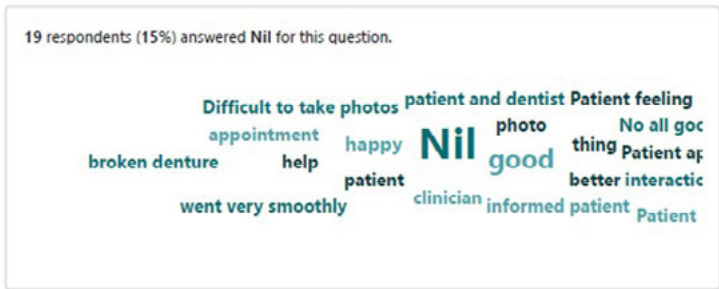 19 respondents (15%) answered Nil for this question.
Difficult to take photos patient and dentist Patient feeling
appointment happy Nil photo No all goo
broken denture help good thing Patient ap
patient better interactio
went very smoothly clinician informed patient Patient